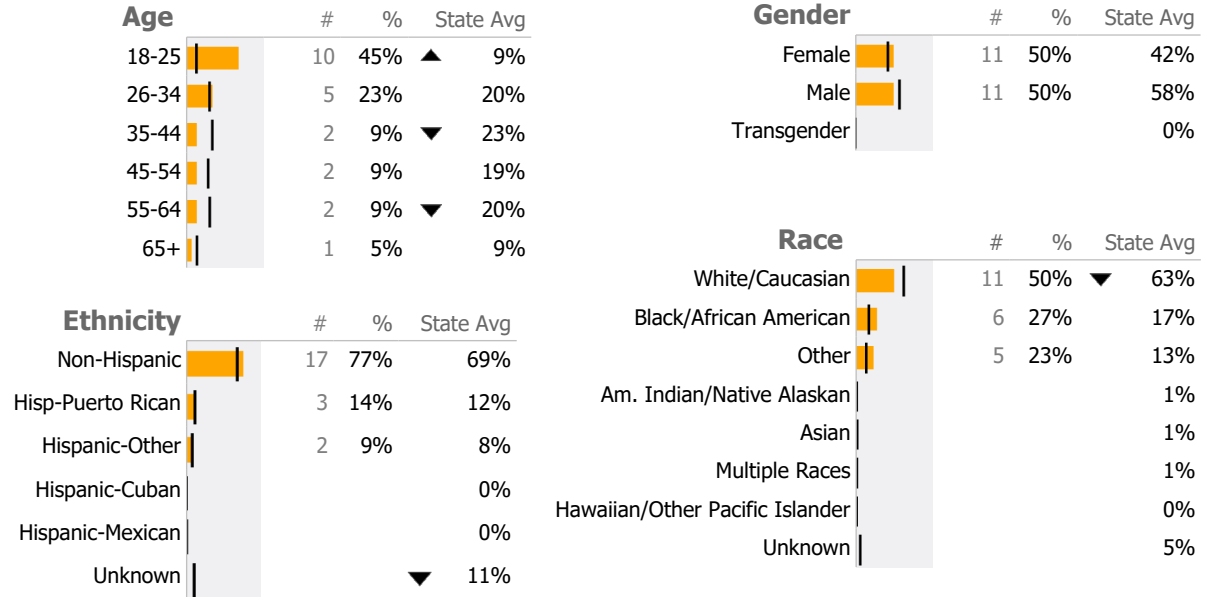 Age # % State Avg
18-25 10 45% ▲ 9%
26-34 5 23% 20%
35-44 2 9% ▼ 23%
45-54 2 9% 19%
55-64 2 9% ▼ 20%
65+ 1 5% 9%
Ethnicity # % State Avg
Non-Hispanic 17 77% 69%
Hisp-Puerto Rican 3 14% 12%
Hispanic-Other 2 9% 8%
Hispanic-Cuban 0%
Hispanic-Mexican 0%
Unknown ▼ 11%
Gender # % State Avg
Female 11 50% 42%
Male 11 50% 58%
Transgender 0%
Race # % State Avg
White/Caucasian 11 50% ▼ 63%
Black/African American 6 27% 17%
Other 5 23% 13%
Am. Indian/Native Alaskan 1%
Asian 1%
Multiple Races 1%
Hawaiian/Other Pacific Islander 0%
Unknown 5%